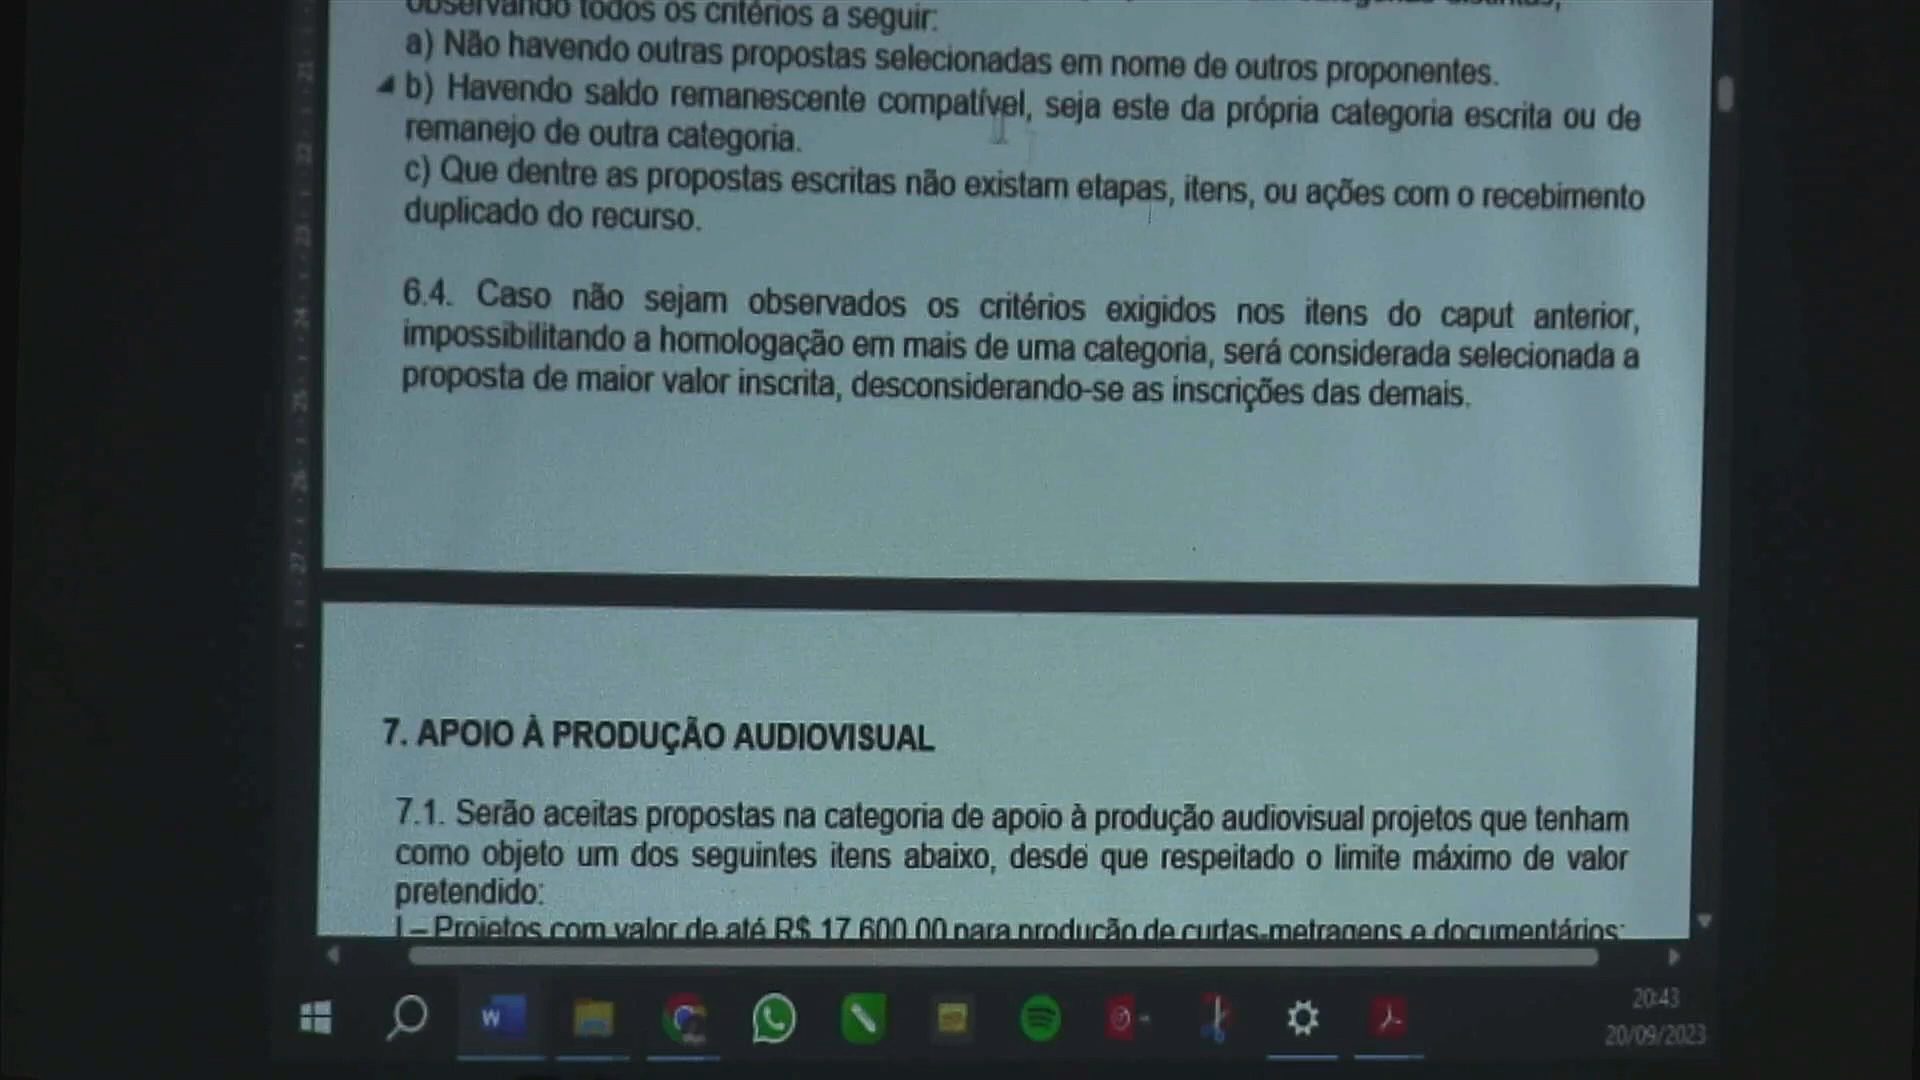 observando todos os critérios a seguir:
a) Não havendo outras propostas selecionadas em nome de outros proponentes.
b) Havendo saldo remanescente compatível, seja este da própria categoria escrita ou de
remanejo de outra categoria.
c) Que dentre as propostas escritas não existam etapas, itens, ou ações com o recebimento
duplicado do recurso.
6.4. Caso não sejam observados os critérios exigidos nos itens do caput anterior,
impossibilitando a homologação em mais de uma categoria, será considerada selecionada a
proposta de maior valor inscrita, desconsiderando-se as inscrições das demais.
7. APOIO À PRODUÇÃO AUDIOVISUAL
7.1. Serão aceitas propostas na categoria de apoio à produção audiovisual projetos que tenham
como objeto um dos seguintes itens abaixo, desde que respeitado o limite máximo de valor
pretendido:
I – Projetos com valor de até R$ 17.600,00 para produção de curtas-metragens e documentários;
20:43
20/09/2023